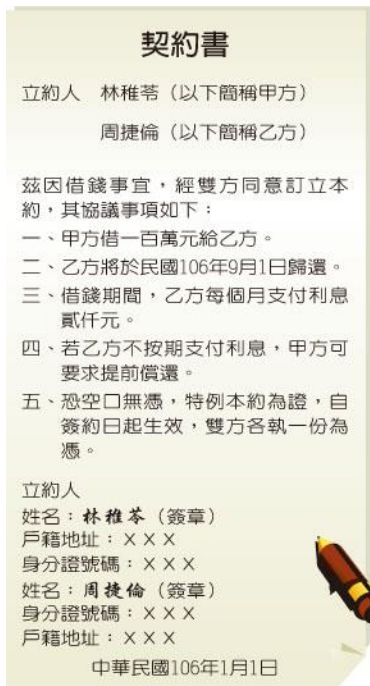 契約書
立約人　林稚苓（以下簡稱甲方）
周捷倫（以下簡稱乙方）
茲因借錢事宜，經雙方同意訂立本
約，其協議事項如下：
一、甲方借一百萬元給乙方。
二、乙方將於民國106年9月1日歸還。
三、借錢期間，乙方每個月支付利息
貳仟元。
四、若乙方不按期支付利息，甲方可
要求提前償還。
五、恐空口無憑，特例本約為證，自
簽約日起生效，雙方各執一份為
憑。
立約人
姓名：林稚苓（簽章）
戶籍地址：×××
身分證號碼：×××
姓名：周捷倫（簽章）
身分證號碼：×××
戶籍地址：×××
中華民國106年1月1日